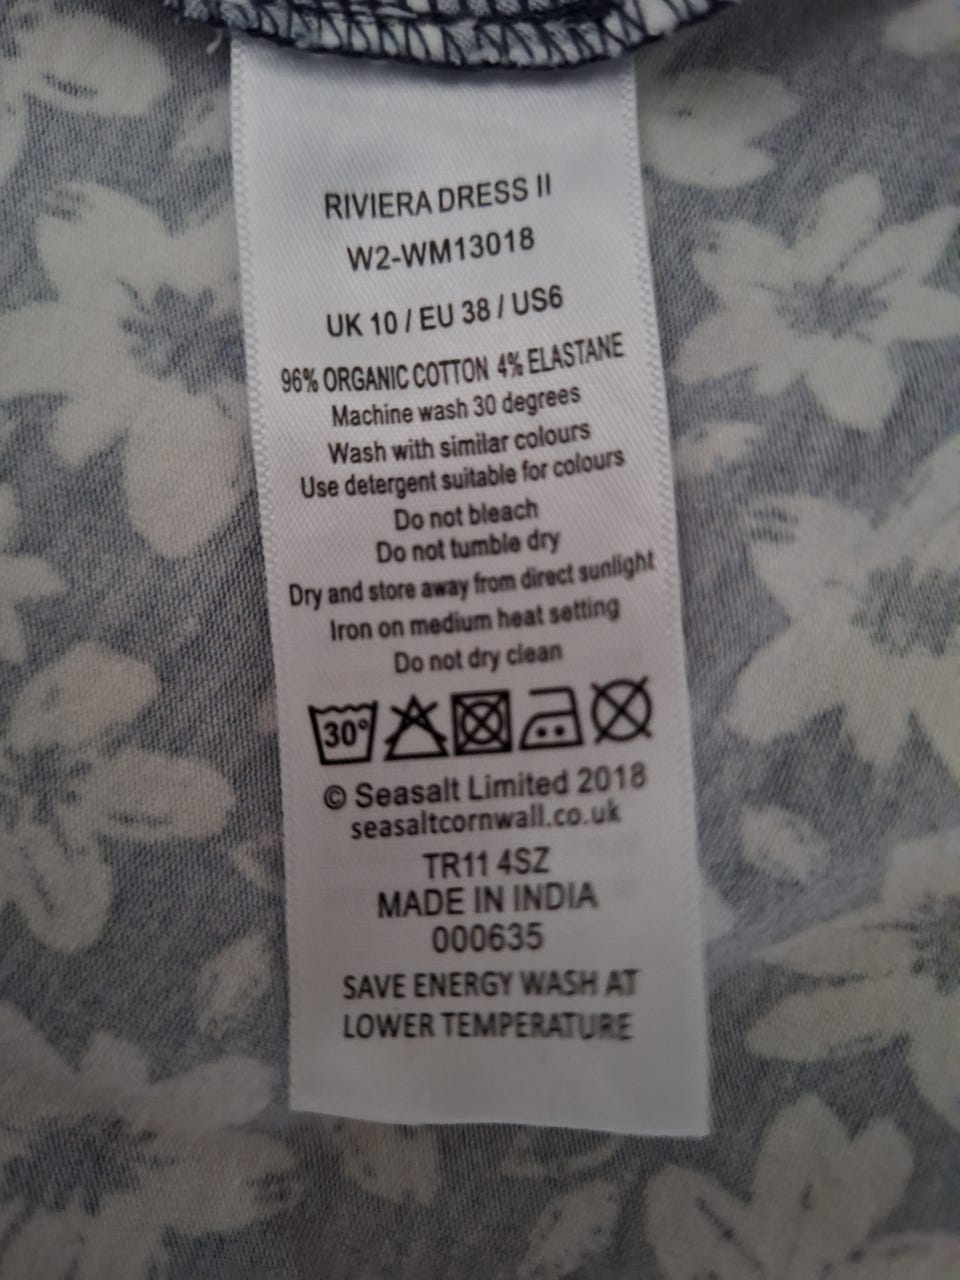 RIVIERA DRESS II
W2-WM13018
UK 10 / EU 38 / US6
96% ORGANIC COTTON 4% ELASTANE
Machine wash 30 degrees
Wash with similar colours
Use detergent suitable for colours
Do not bleach
Do not tumble dry
Dry and store away from direct sunlight
Iron on medium heat setting
Do not dry clean
30°
© Seasalt Limited 2018
seasaltcornwall.co.uk
TR11 4SZ
MADE IN INDIA
000635
SAVE ENERGY WASH AT
LOWER TEMPERATURE